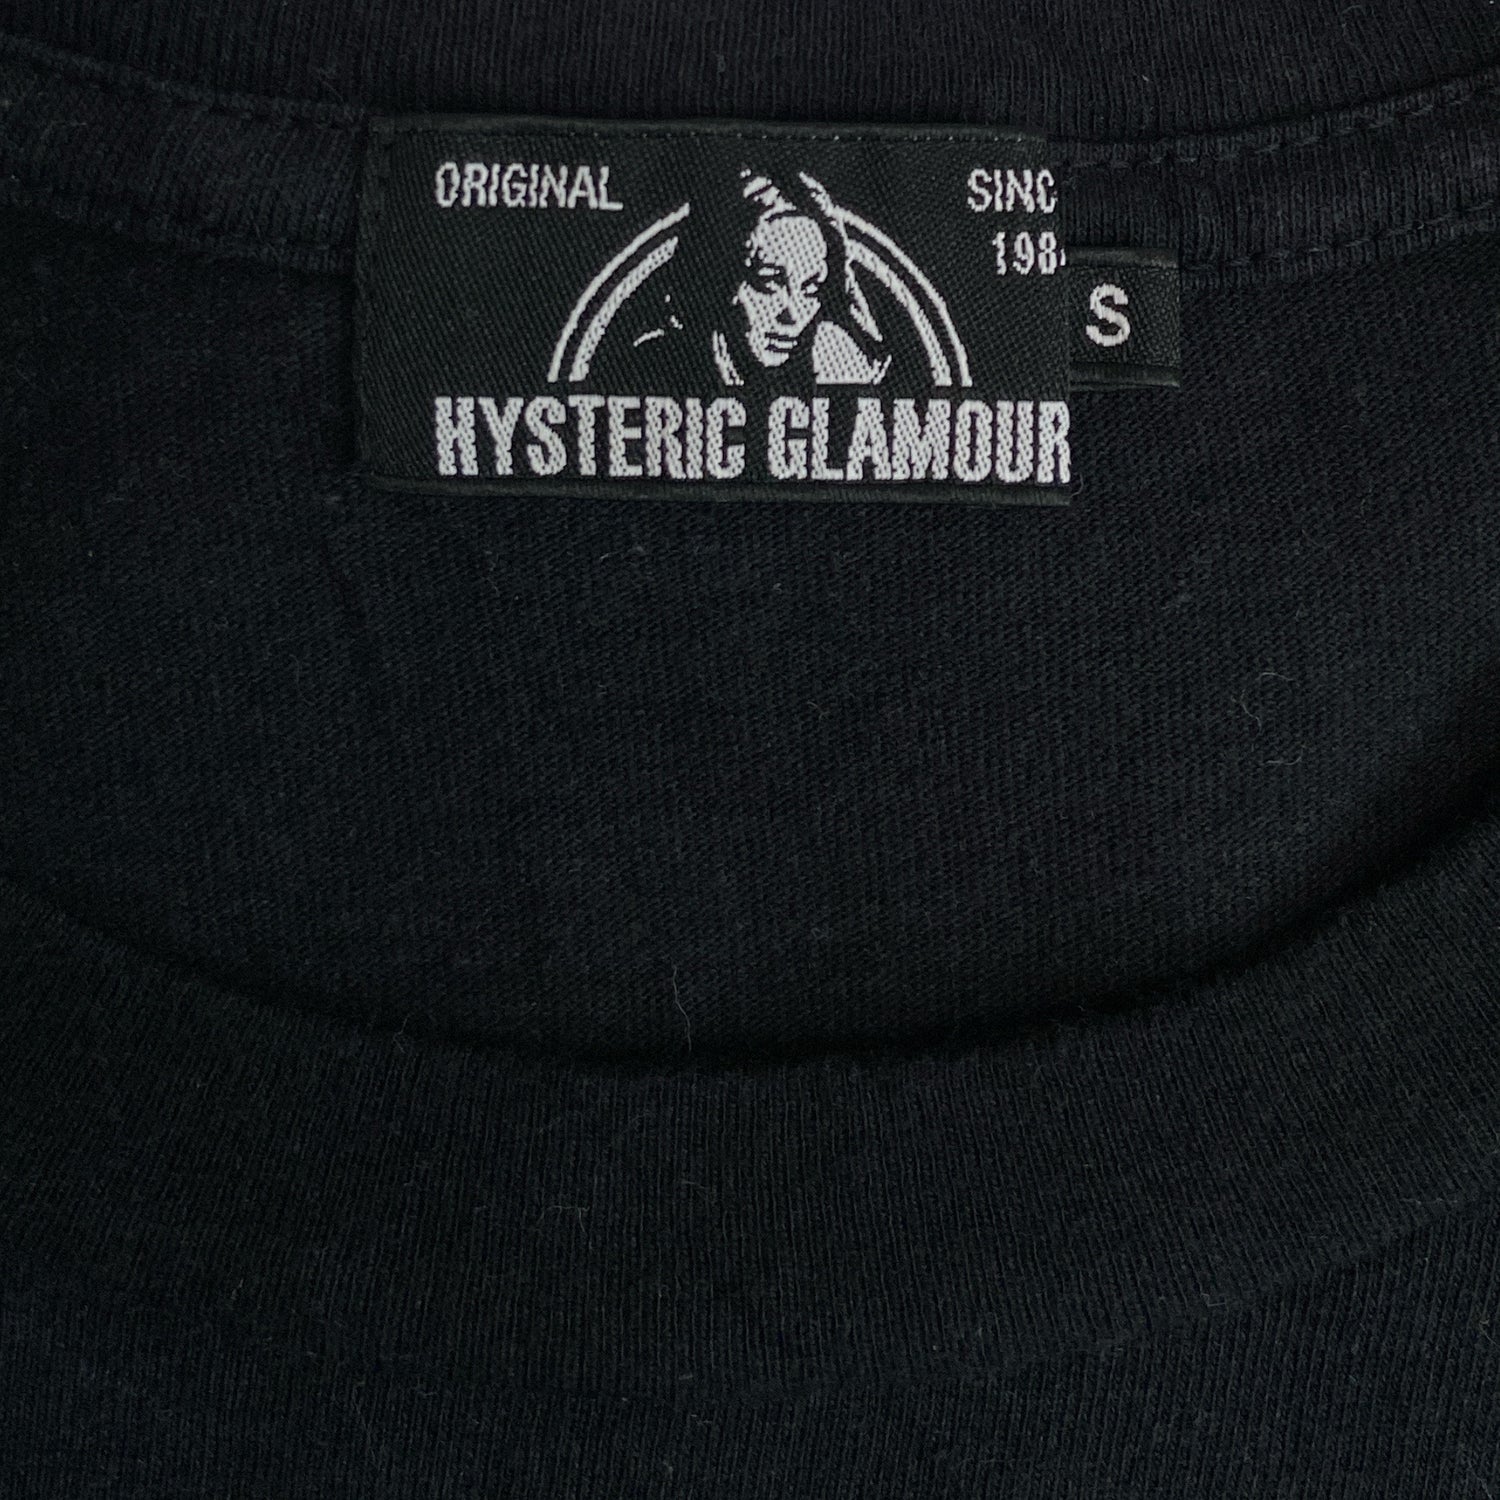 ORIGINAL
SINC
198
HYSTERIC GLAMOUR
S